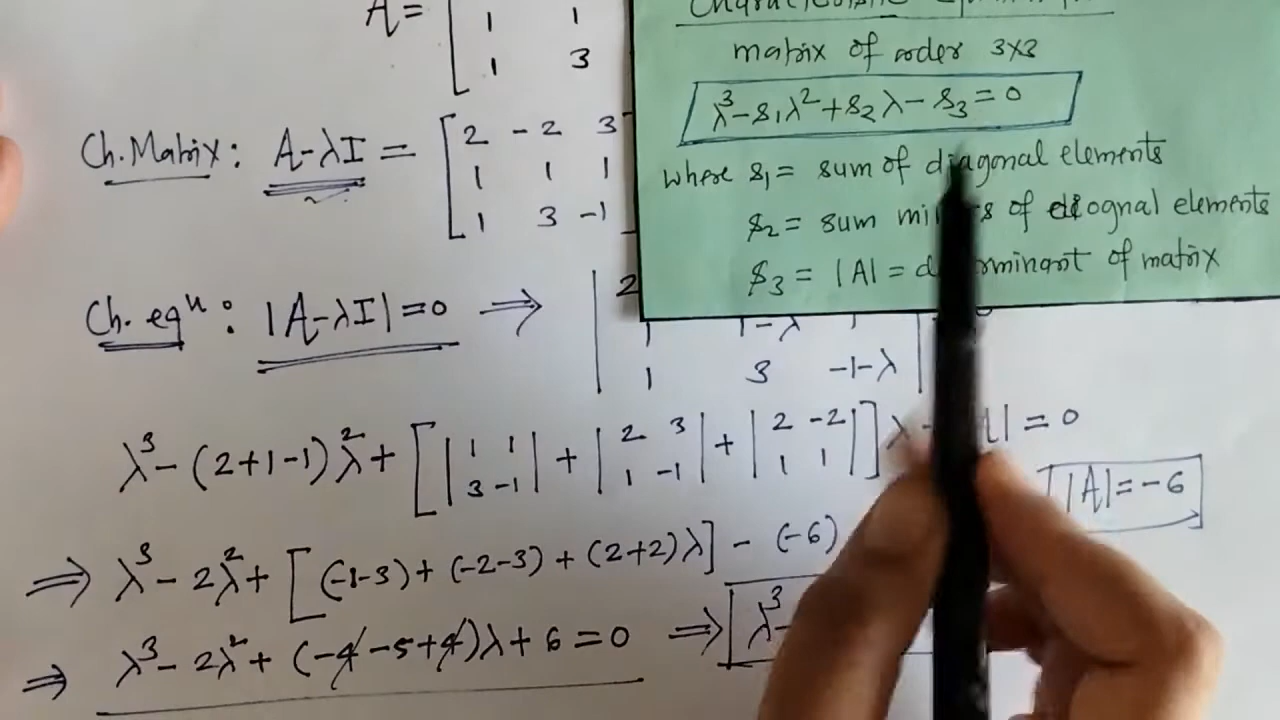 A= [ 1 1
1 3
matrix of order 3x3
λ³-s₁λ²+s₂λ-s₃=0
where s₁= sum of diagonal elements
s₂= sum of diognal elements
s₃= |A| = of matrix
Ch.Matrix: A-λI = [ 2 -2 3
1 1 1
1 3 -1
Ch. eqⁿ: |A-λI|=0 ⇒ | 2
1 1-λ 1
1 3 -1-λ |
λ³-(2+1-1)λ²+[ |1 1; 3 -1| + |2 3; 1 -1| + |2 -2; 1 1| ]λ |=0
|A|=-6
⇒ λ³-2λ²+[(-1-3)+(-2-3)+(2+2)λ] - (-6)
⇒ λ³-2λ²+(-4-5+4)λ+6=0 ⇒ λ³-